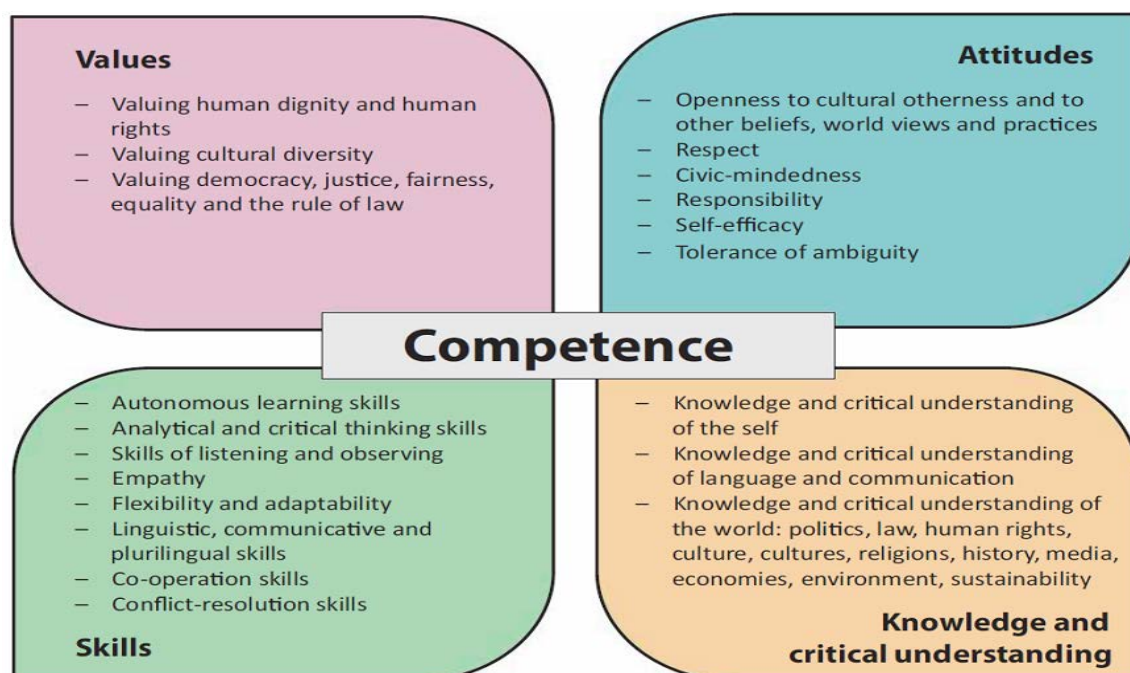 Values
– Valuing human dignity and human
rights
– Valuing cultural diversity
– Valuing democracy, justice, fairness,
equality and the rule of law
Attitudes
– Openness to cultural otherness and to
other beliefs, world views and practices
– Respect
– Civic-mindedness
– Responsibility
– Self-efficacy
– Tolerance of ambiguity
Competence
– Autonomous learning skills
– Analytical and critical thinking skills
– Skills of listening and observing
– Empathy
– Flexibility and adaptability
– Linguistic, communicative and
plurilingual skills
– Co-operation skills
– Conflict-resolution skills
Skills
– Knowledge and critical understanding
of the self
– Knowledge and critical understanding
of language and communication
– Knowledge and critical understanding of
the world: politics, law, human rights,
culture, cultures, religions, history, media,
economies, environment, sustainability
Knowledge and
critical understanding